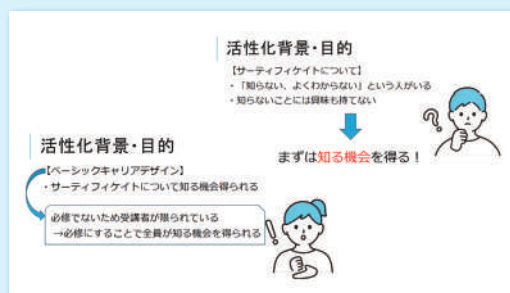 活性化背景・目的
【サーティフィケイトについて】
・「知らない、よくわからない」という人がいる
・知らないことには興味も持てない
まずは知る機会を得る！
活性化背景・目的
【ベーシックキャリアデザイン】
・サーティフィケイトについて知る機会得られる
必修でないため受講者が限られている
→必修にすることで全員が知る機会を得られる